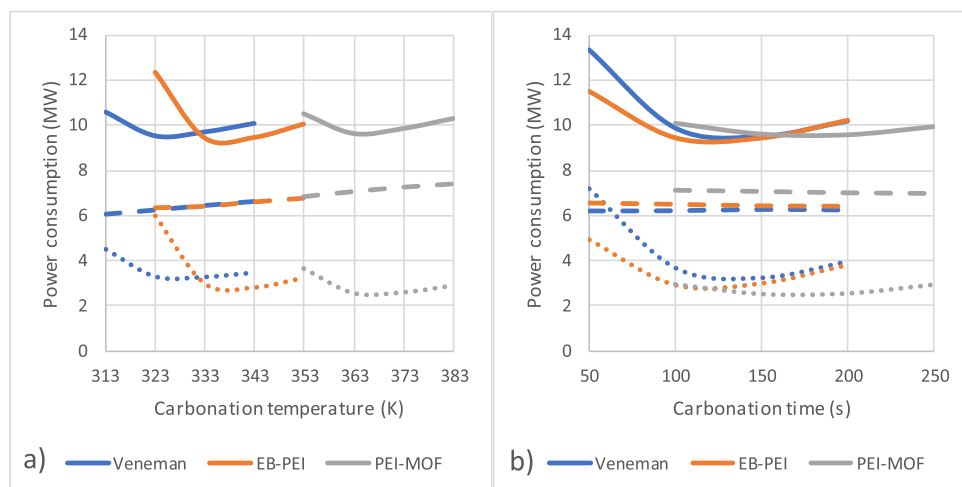 14
12
10
8
6
4
2
0
Power consumption (MW)
313 323 333 343 353 363 373 383
Carbonation temperature (K)
a) Veneman EB-PEI PEI-MOF
14
12
10
8
6
4
2
0
Power consumption (MW)
50 100 150 200 250
Carbonation time (s)
b) Veneman EB-PEI PEI-MOF